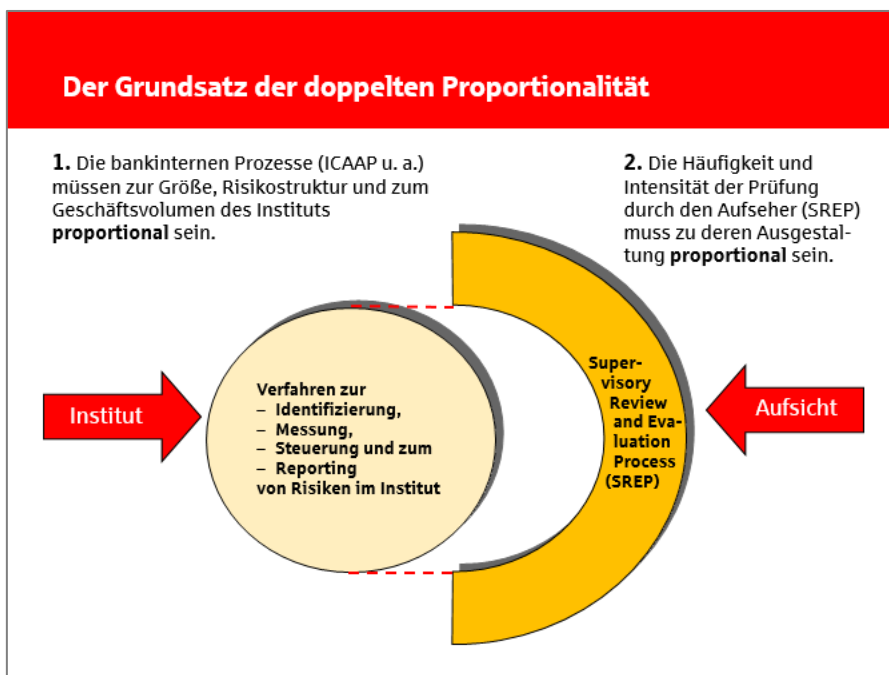 Der Grundsatz der doppelten Proportionalität
1. Die bankinternen Prozesse (ICAAP u. a.)
müssen zur Größe, Risikostruktur und zum
Geschäftsvolumen des Instituts
proportional sein.
2. Die Häufigkeit und
Intensität der Prüfung
durch den Aufseher (SREP)
muss zu deren Ausgestal-
tung proportional sein.
Institut
Verfahren zur
– Identifizierung,
– Messung,
– Steuerung und zum
– Reporting
von Risiken im Institut
Super-
visory
Review
and Eva-
luation
Process
(SREP)
Aufsicht